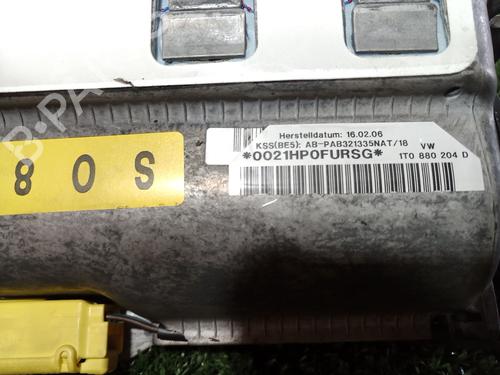 Herstelldatum: 16.02.06
KSS(BE5): AB-PAB321335NAT/18 VW
*0021HP0FURSG* 1T0 880 204 D
80S